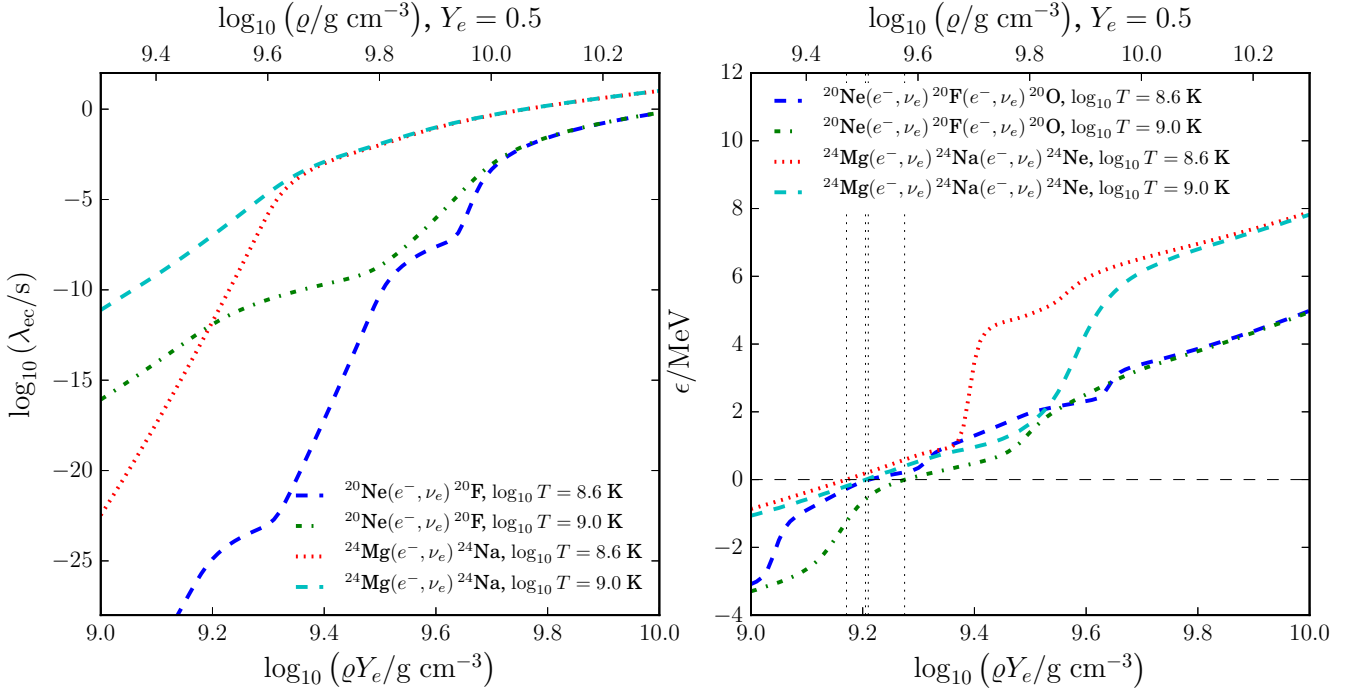 log₁₀ (ϱ/g cm⁻³), Yₑ = 0.5
9.4 9.6 9.8 10.0 10.2
0
−5
−10
−15
−20
−25
log₁₀ (λ_ec/s)
²⁰Ne(e⁻, νₑ) ²⁰F, log₁₀ T = 8.6 K
²⁰Ne(e⁻, νₑ) ²⁰F, log₁₀ T = 9.0 K
²⁴Mg(e⁻, νₑ) ²⁴Na, log₁₀ T = 8.6 K
²⁴Mg(e⁻, νₑ) ²⁴Na, log₁₀ T = 9.0 K
9.0 9.2 9.4 9.6 9.8 10.0
log₁₀ (ϱYₑ/g cm⁻³)
log₁₀ (ϱ/g cm⁻³), Yₑ = 0.5
9.4 9.6 9.8 10.0 10.2
12
10
8
6
4
2
0
−2
−4
ϵ/MeV
²⁰Ne(e⁻, νₑ) ²⁰F(e⁻, νₑ) ²⁰O, log₁₀ T = 8.6 K
²⁰Ne(e⁻, νₑ) ²⁰F(e⁻, νₑ) ²⁰O, log₁₀ T = 9.0 K
²⁴Mg(e⁻, νₑ) ²⁴Na(e⁻, νₑ) ²⁴Ne, log₁₀ T = 8.6 K
²⁴Mg(e⁻, νₑ) ²⁴Na(e⁻, νₑ) ²⁴Ne, log₁₀ T = 9.0 K
9.0 9.2 9.4 9.6 9.8 10.0
log₁₀ (ϱYₑ/g cm⁻³)